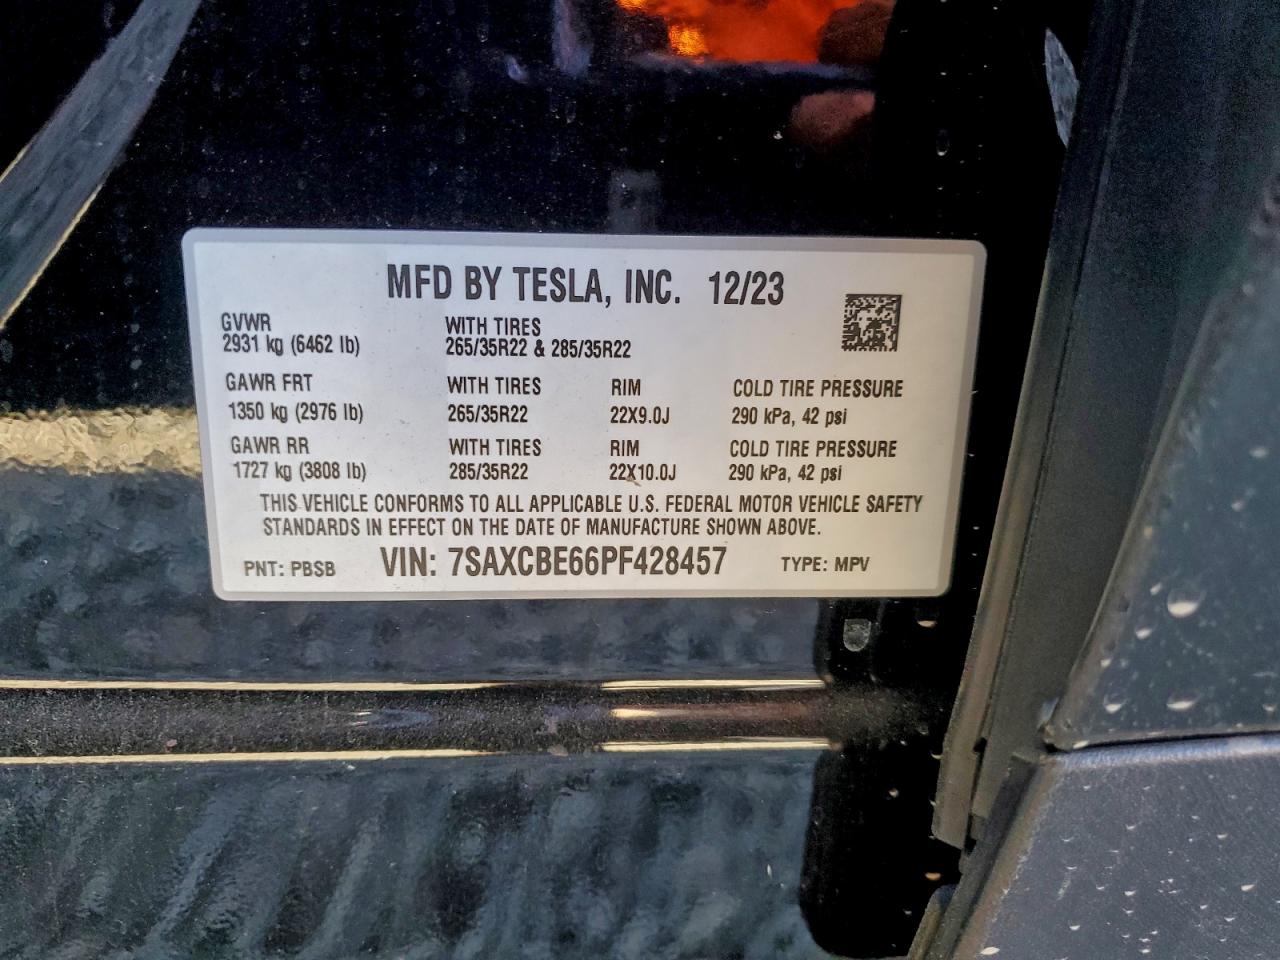 MFD BY TESLA, INC. 12/23
GVWR
2931 kg (6462 lb)
WITH TIRES
265/35R22 & 285/35R22
GAWR FRT WITH TIRES RIM COLD TIRE PRESSURE
1350 kg (2976 lb) 265/35R22 22X9.0J 290 kPa, 42 psi
GAWR RR WITH TIRES RIM COLD TIRE PRESSURE
1727 kg (3808 lb) 285/35R22 22X10.0J 290 kPa, 42 psi
THIS VEHICLE CONFORMS TO ALL APPLICABLE U.S. FEDERAL MOTOR VEHICLE SAFETY
STANDARDS IN EFFECT ON THE DATE OF MANUFACTURE SHOWN ABOVE.
PNT: PBSB VIN: 7SAXCBE66PF428457 TYPE: MPV